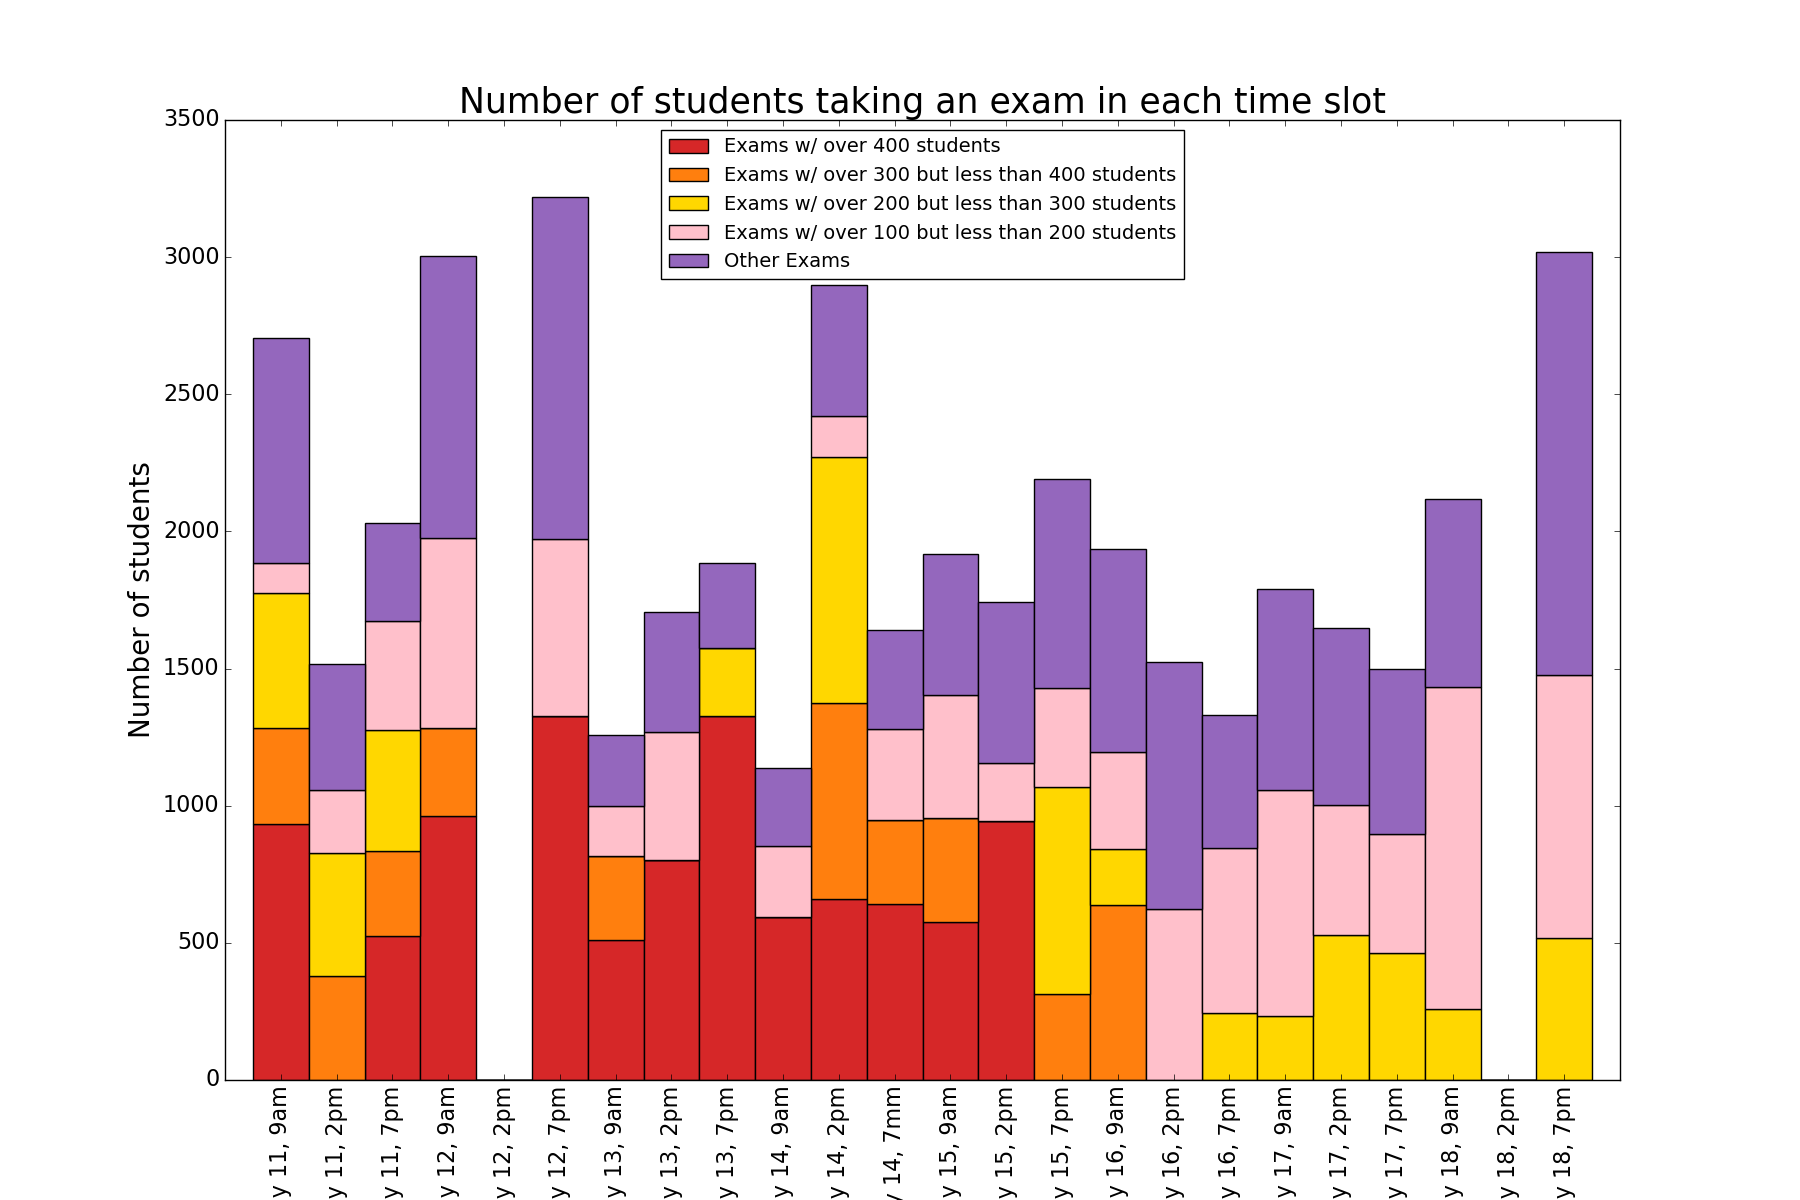 Number of students taking an exam in each time slot
Exams w/ over 400 students
Exams w/ over 300 but less than 400 students
Exams w/ over 200 but less than 300 students
Exams w/ over 100 but less than 200 students
Other Exams
Number of students
3500
3000
2500
2000
1500
1000
500
0
y 11, 9am
y 11, 2pm
y 11, 7pm
y 12, 9am
y 12, 2pm
y 12, 7pm
y 13, 9am
y 13, 2pm
y 13, 7pm
y 14, 9am
y 14, 2pm
y 14, 7mm
y 15, 9am
y 15, 2pm
y 15, 7pm
y 16, 9am
y 16, 2pm
y 16, 7pm
y 17, 9am
y 17, 2pm
y 17, 7pm
y 18, 9am
y 18, 2pm
y 18, 7pm